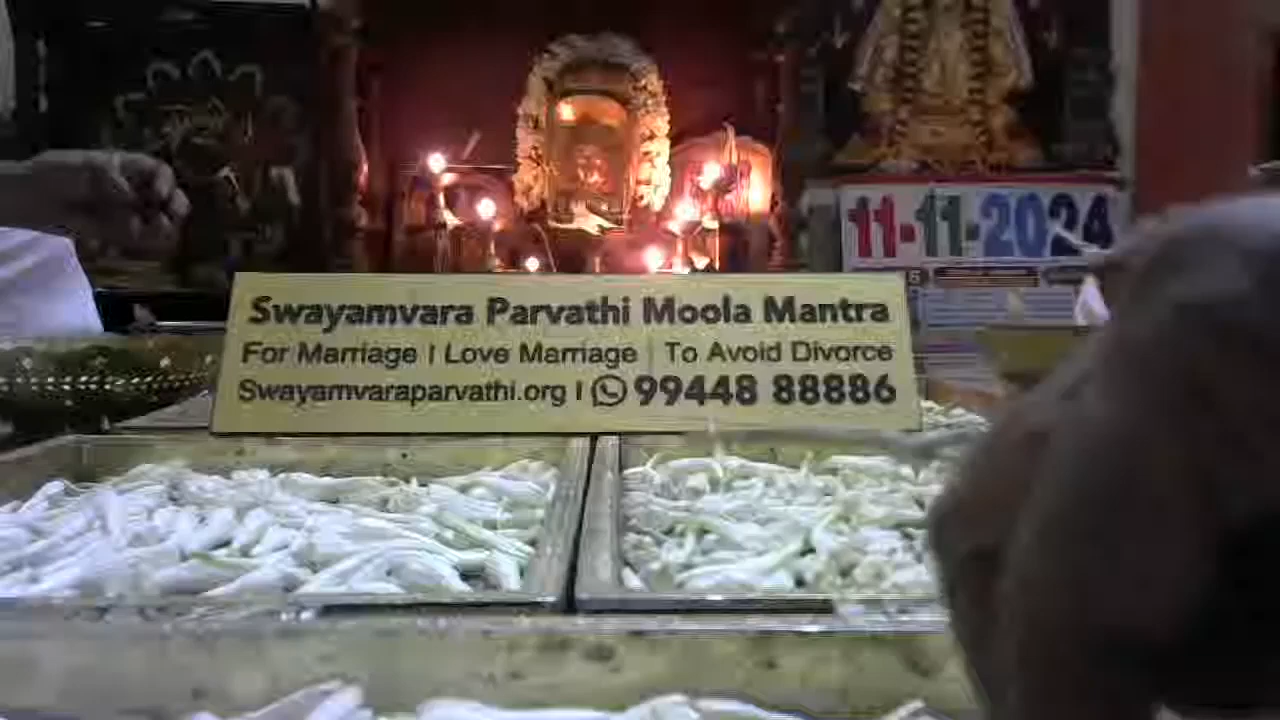 11-11-2024
Swayamvara Parvathi Moola Mantra
For Marriage | Love Marriage | To Avoid Divorce
Swayamvaraparvathi.org | 99448 88886